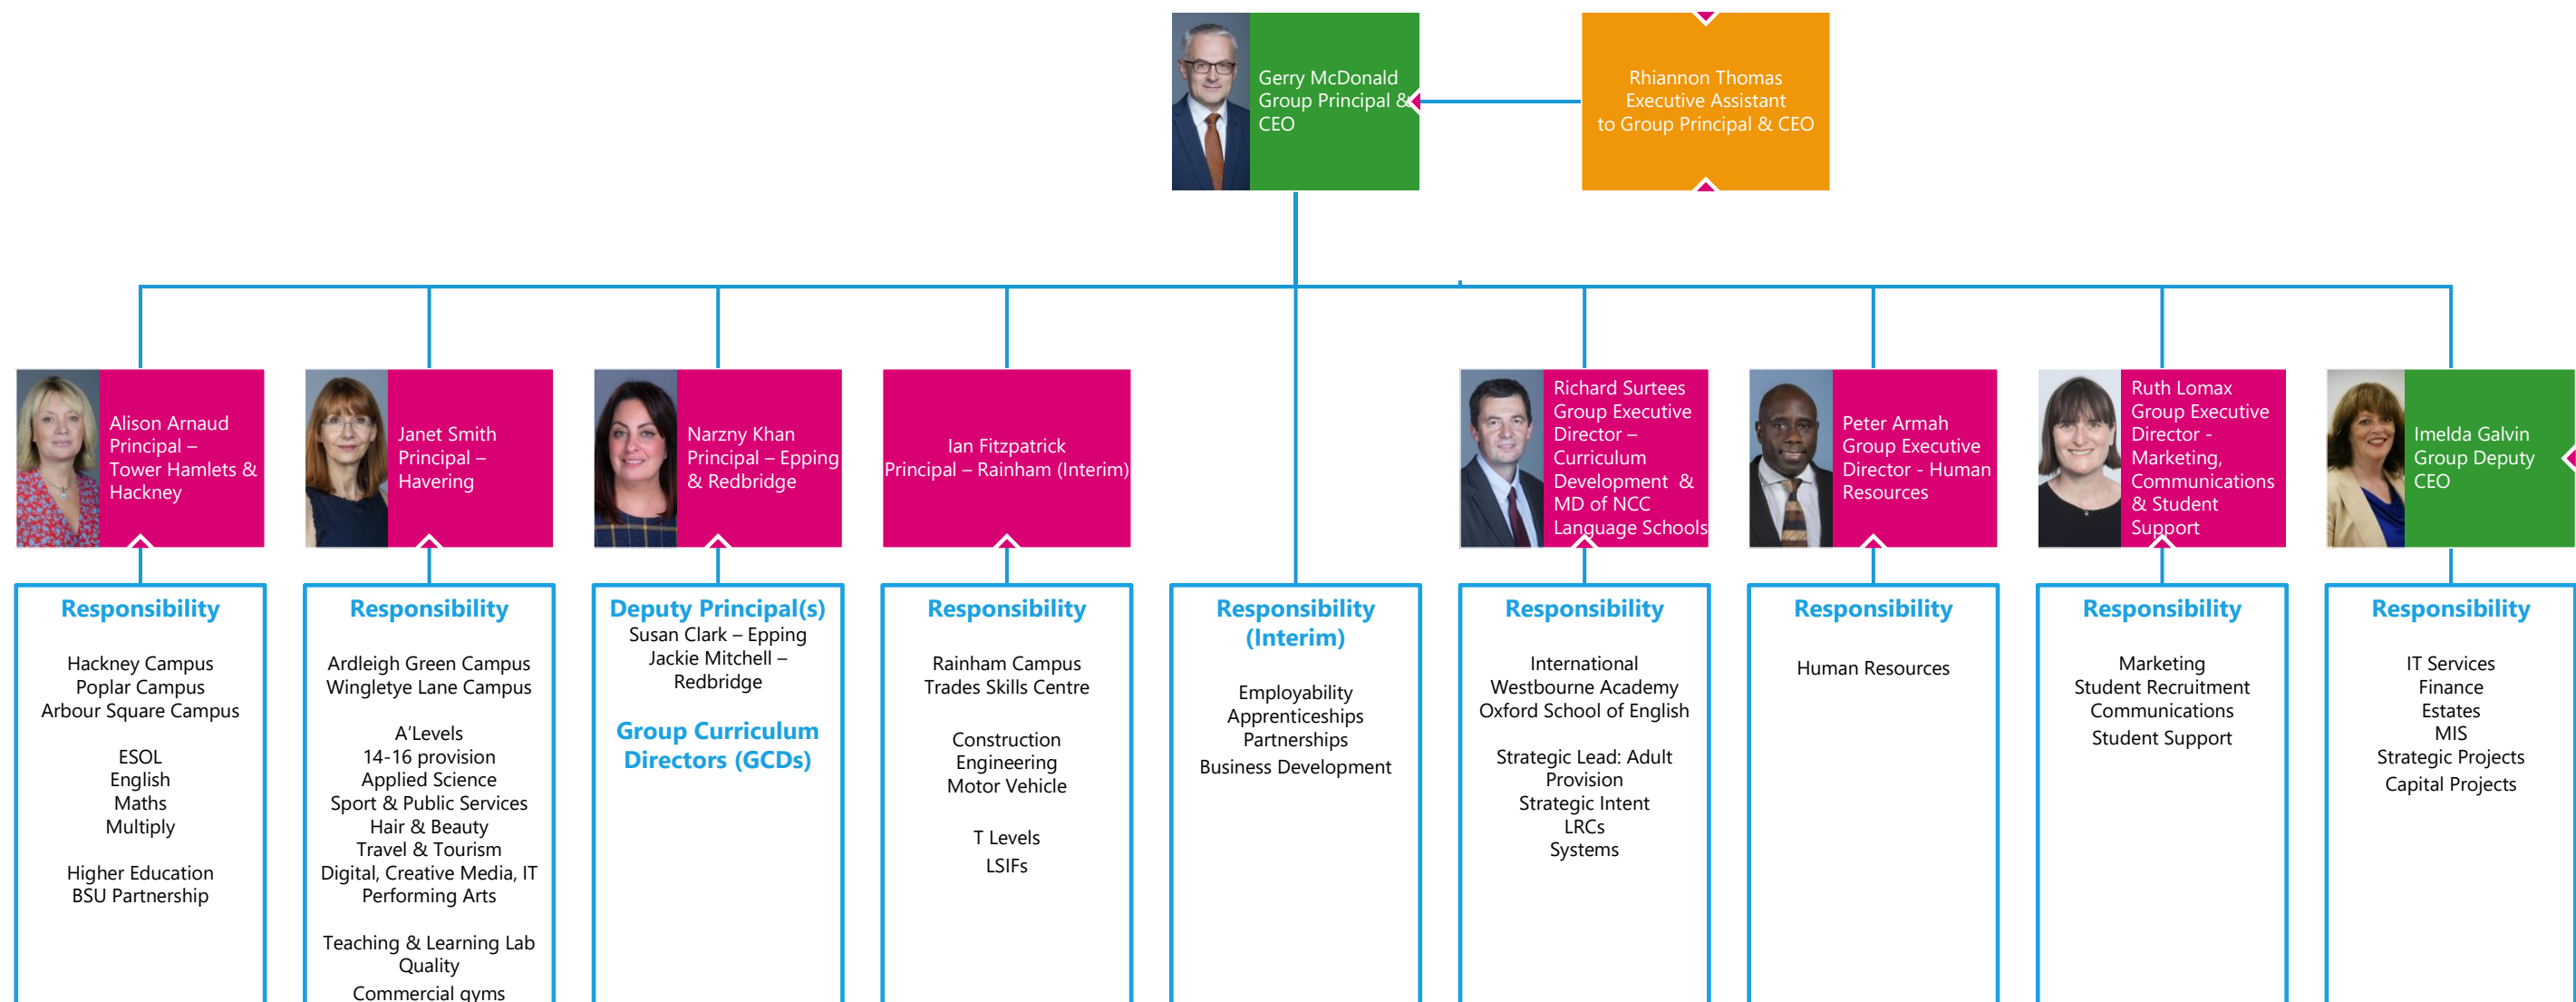 Gerry McDonald
Group Principal &
CEO
Rhiannon Thomas
Executive Assistant
to Group Principal & CEO
Alison Arnaud
Principal –
Tower Hamlets &
Hackney
Janet Smith
Principal –
Havering
Narzny Khan
Principal – Epping
& Redbridge
Ian Fitzpatrick
Principal – Rainham (Interim)
Richard Surtees
Group Executive
Director –
Curriculum
Development &
MD of NCC
Language Schools
Peter Armah
Group Executive
Director - Human
Resources
Ruth Lomax
Group Executive
Director -
Marketing,
Communications
& Student
Support
Imelda Galvin
Group Deputy
CEO
Responsibility
Hackney Campus
Poplar Campus
Arbour Square Campus
ESOL
English
Maths
Multiply
Higher Education
BSU Partnership
Responsibility
Ardleigh Green Campus
Wingletye Lane Campus
A’Levels
14-16 provision
Applied Science
Sport & Public Services
Hair & Beauty
Travel & Tourism
Digital, Creative Media, IT
Performing Arts
Teaching & Learning Lab
Quality
Commercial gyms
Deputy Principal(s)
Susan Clark – Epping
Jackie Mitchell –
Redbridge
Group Curriculum
Directors (GCDs)
Responsibility
Rainham Campus
Trades Skills Centre
Construction
Engineering
Motor Vehicle
T Levels
LSIFs
Responsibility
(Interim)
Employability
Apprenticeships
Partnerships
Business Development
Responsibility
International
Westbourne Academy
Oxford School of English
Strategic Lead: Adult
Provision
Strategic Intent
LRCs
Systems
Responsibility
Human Resources
Responsibility
Marketing
Student Recruitment
Communications
Student Support
Responsibility
IT Services
Finance
Estates
MIS
Strategic Projects
Capital Projects